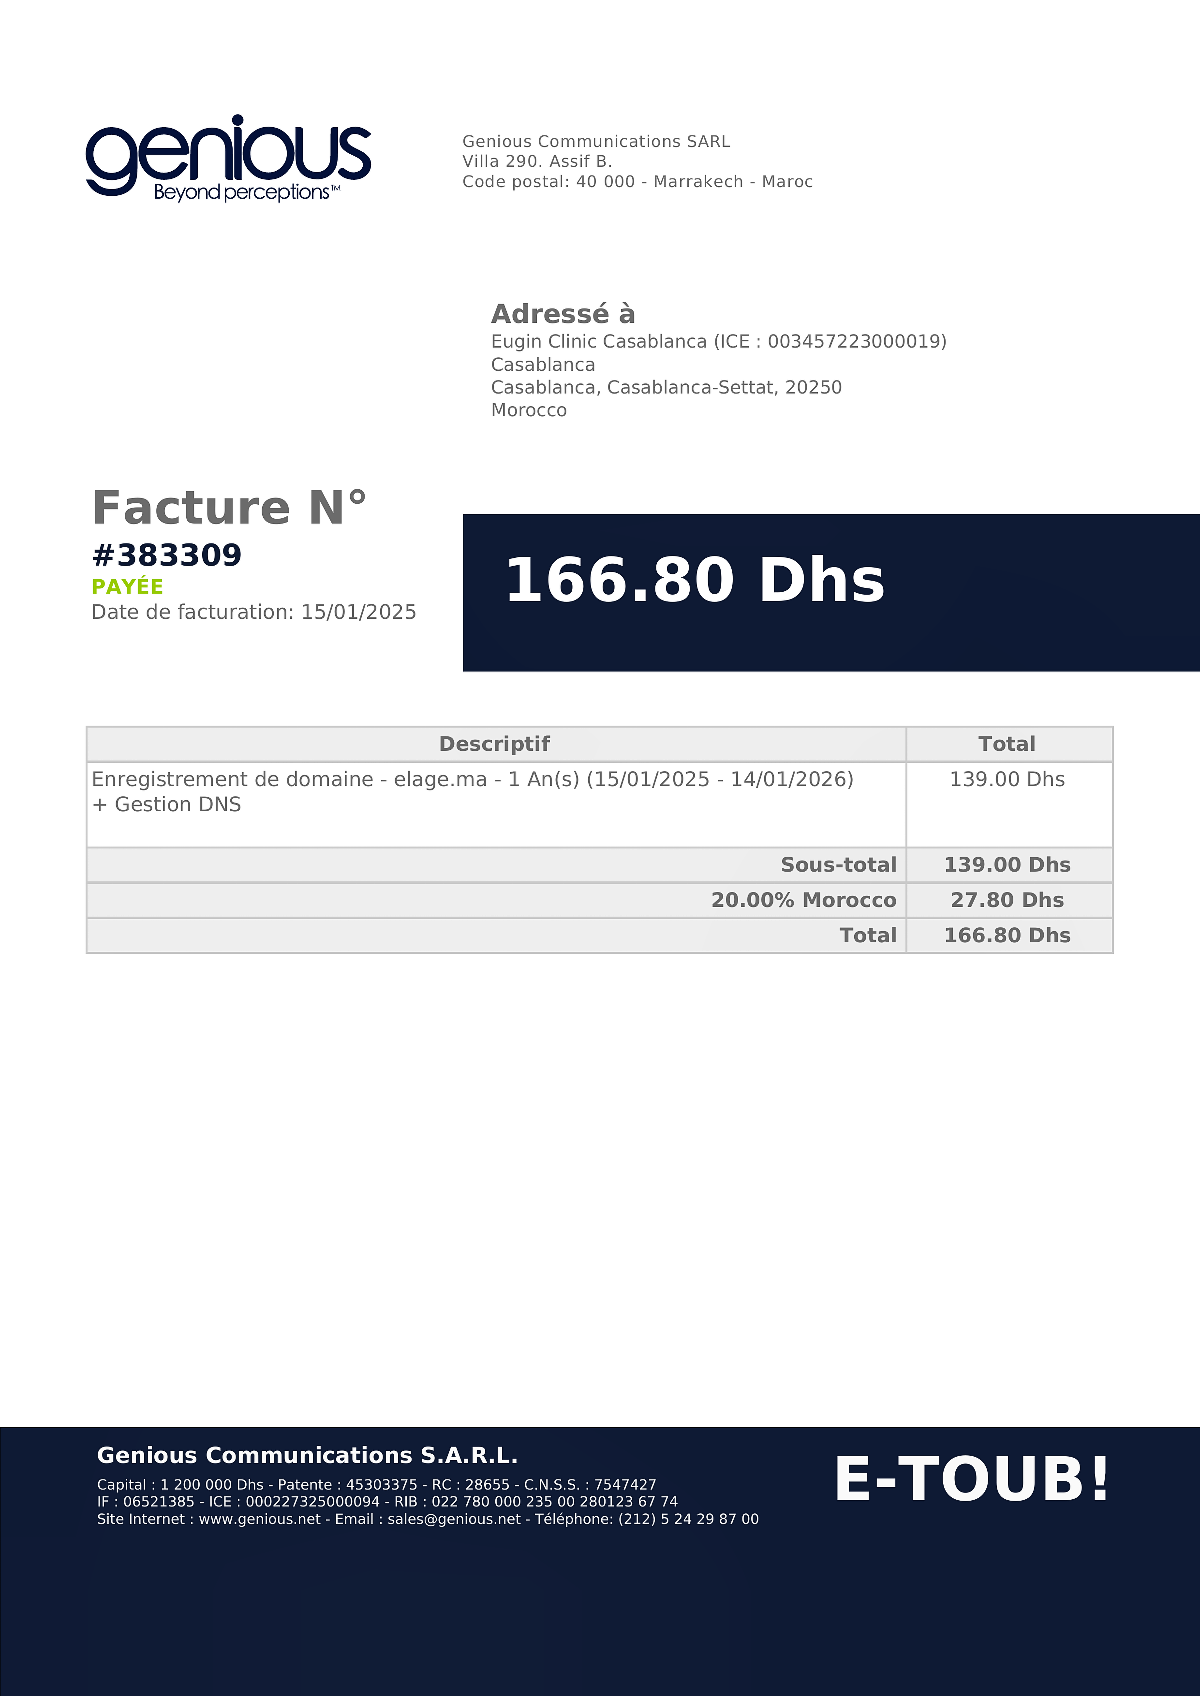 genious
Beyond perceptions™
Genious Communications SARL
Villa 290. Assif B.
Code postal: 40 000 - Marrakech - Maroc
Adressé à
Eugin Clinic Casablanca (ICE : 003457223000019)
Casablanca
Casablanca, Casablanca-Settat, 20250
Morocco
Facture N°
#383309
PAYÉE
Date de facturation: 15/01/2025
166.80 Dhs
Descriptif Total
Enregistrement de domaine - elage.ma - 1 An(s) (15/01/2025 - 14/01/2026) 139.00 Dhs
+ Gestion DNS
Sous-total 139.00 Dhs
20.00% Morocco 27.80 Dhs
Total 166.80 Dhs
Genious Communications S.A.R.L.
Capital : 1 200 000 Dhs - Patente : 45303375 - RC : 28655 - C.N.S.S. : 7547427
IF : 06521385 - ICE : 000227325000094 - RIB : 022 780 000 235 00 280123 67 74
Site Internet : www.genious.net - Email : sales@genious.net - Téléphone: (212) 5 24 29 87 00
E-TOUB!